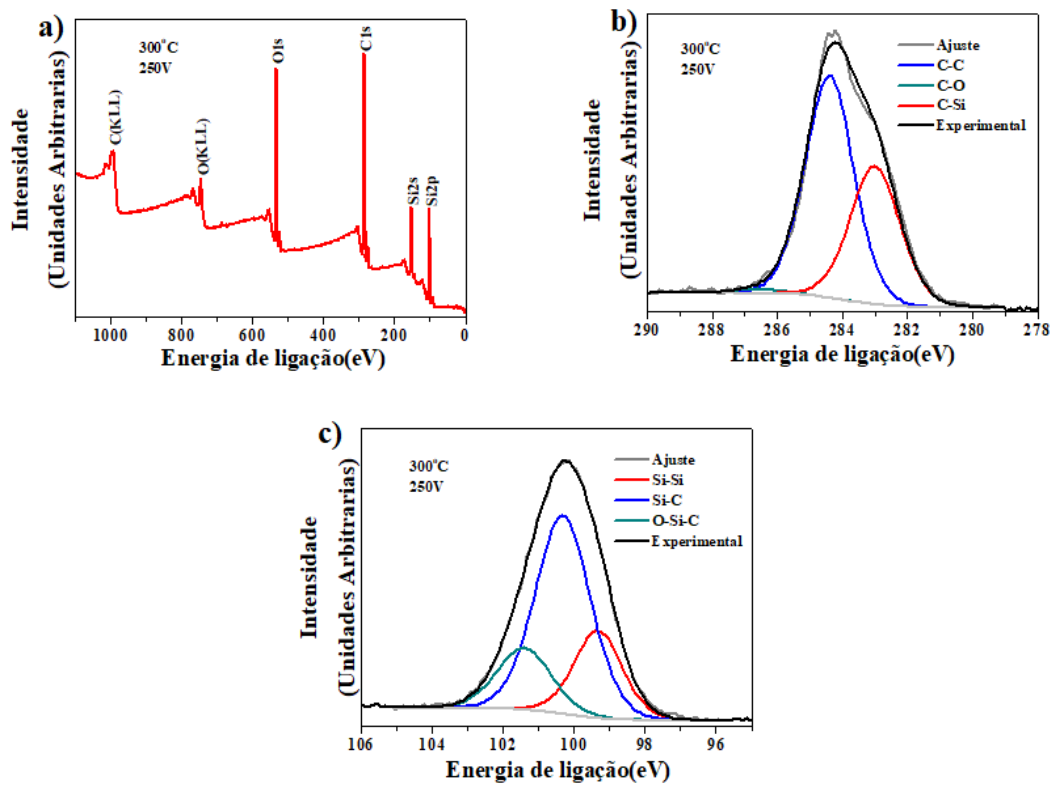 a)
300°C
250V
C(KLL)
O(KLL)
O1s
C1s
Si2s
Si2p
Intensidade
(Unidades Arbitrarias)
1000 800 600 400 200 0
Energia de ligação(eV)
b)
300°C
250V
Ajuste
C-C
C-O
C-Si
Experimental
Intensidade
(Unidades Arbitrárias)
290 288 286 284 283 281 280 278
Energia de ligação(eV)
c)
300°C
250V
Ajuste
Si-Si
Si-C
O-Si-C
Experimental
Intensidade
(Unidades Arbitrarias)
106 104 102 100 98 96
Energia de ligação(eV)